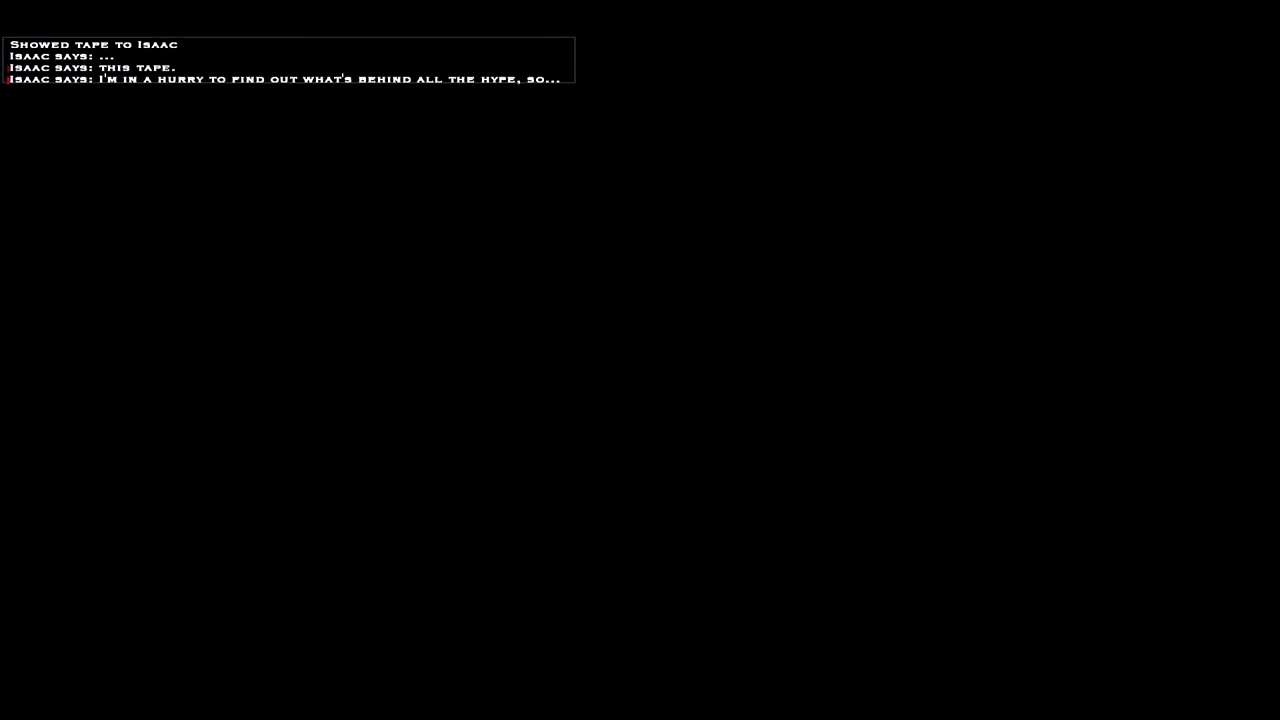 Showed tape to Isaac
Isaac says: ...
Isaac says: this tape.
Isaac says: I'm in a hurry to find out what's behind all the hype, so...